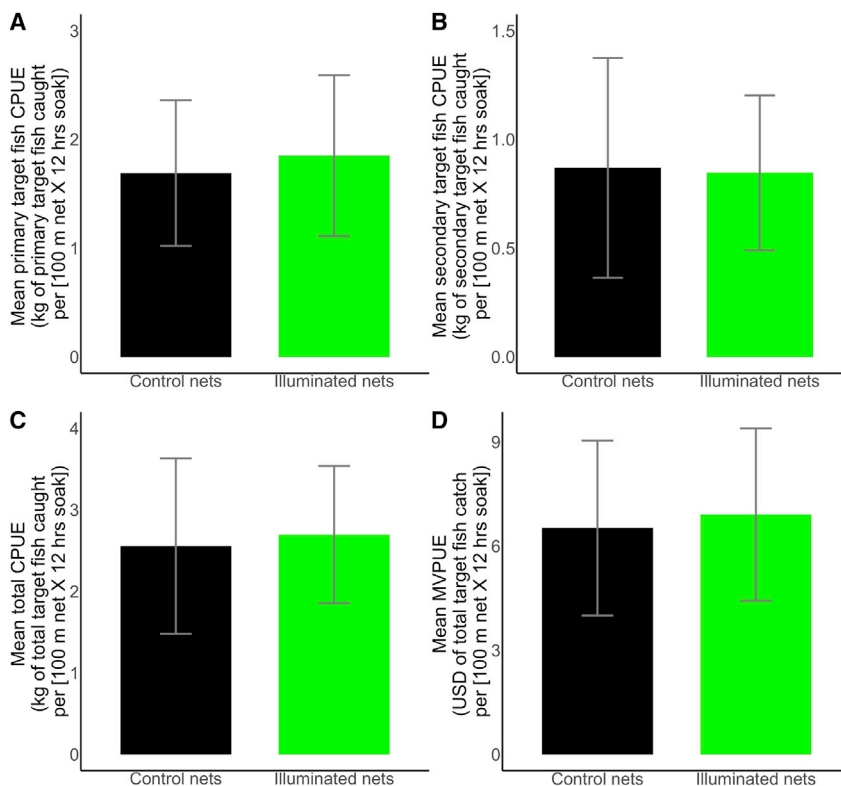 A
Mean primary target fish CPUE
(kg of primary target fish caught
per [100 m net X 12 hrs soak])
3
2
1
0
Control nets
Illuminated nets
B
Mean secondary target fish CPUE
(kg of secondary target fish caught
per [100 m net X 12 hrs soak])
1.5
1.0
0.5
0.0
Control nets
Illuminated nets
C
Mean total CPUE
(kg of total target fish caught
per [100 m net X 12 hrs soak])
4
3
2
1
0
Control nets
Illuminated nets
D
Mean MVPUE
(USD of total target fish catch
per [100 m net X 12 hrs soak])
9
6
3
0
Control nets
Illuminated nets